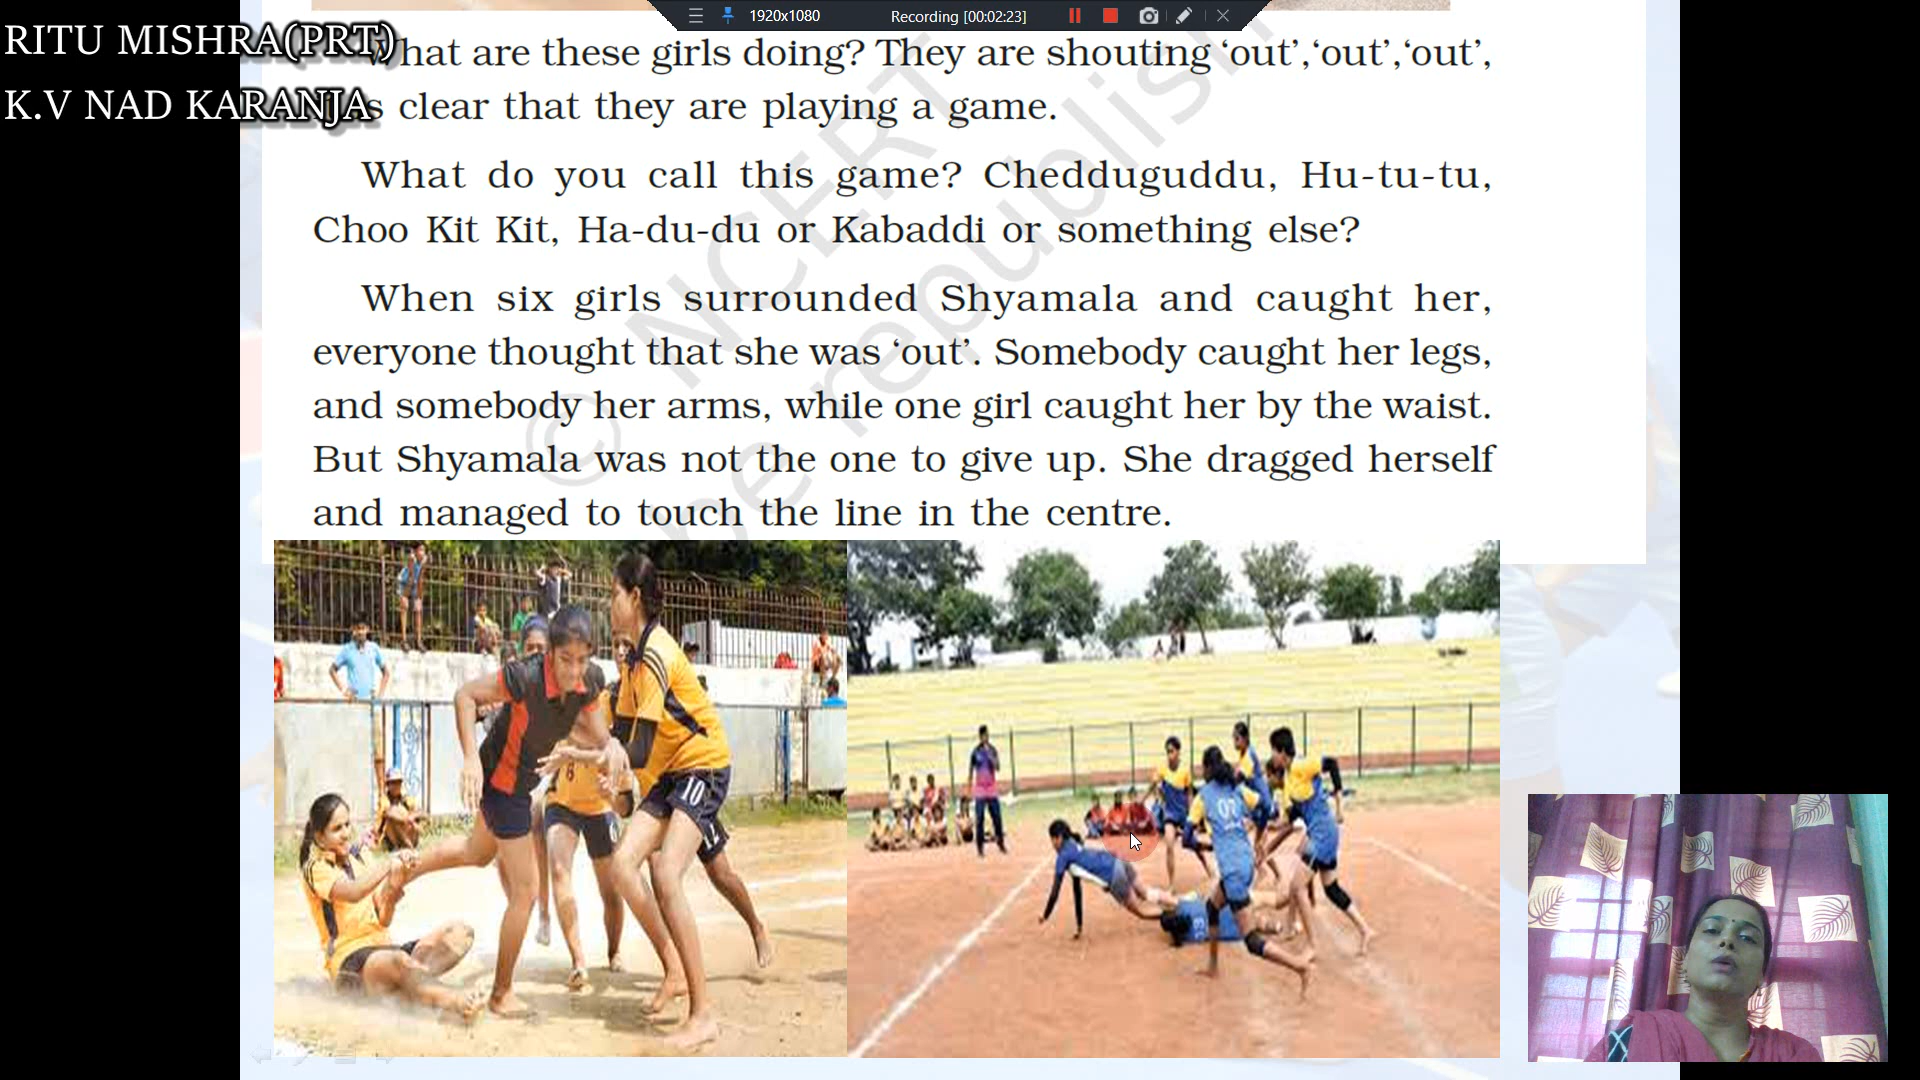 1920x1080 Recording [00:02:23]
RITU MISHRA(PRT)
K.V NAD KARANJA
What are these girls doing? They are shouting ‘out’,‘out’,‘out’,
s clear that they are playing a game.
What do you call this game? Chedduguddu, Hu-tu-tu,
Choo Kit Kit, Ha-du-du or Kabaddi or something else?
When six girls surrounded Shyamala and caught her,
everyone thought that she was ‘out’. Somebody caught her legs,
and somebody her arms, while one girl caught her by the waist.
But Shyamala was not the one to give up. She dragged herself
and managed to touch the line in the centre.
© NCERT
be republish
10
07